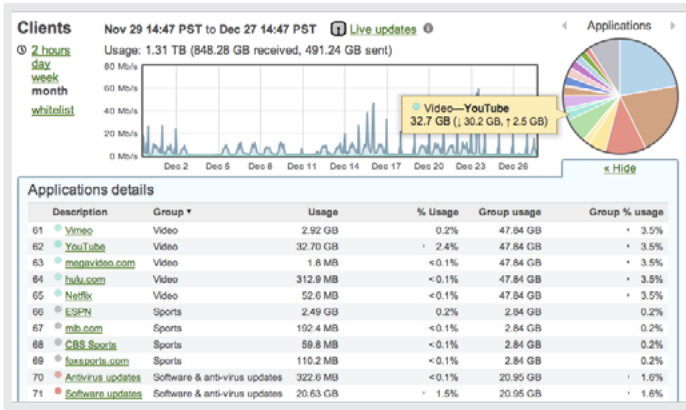 Clients
Nov 29 14:47 PST to Dec 27 14:47 PST Live updates
Applications
2 hours
day
week
month
whitelist
Usage: 1.31 TB (848.28 GB received, 491.24 GB sent)
80 Mb/s
60 Mb/s
40 Mb/s
20 Mb/s
0 Mb/s
Dec 2 Dec 5 Dec 8 Dec 11 Dec 14 Dec 17 Dec 20 Dec 23 Dec 26
Video—YouTube
32.7 GB (↓ 30.2 GB, ↑ 2.5 GB)
« Hide
Applications details
Description Group ▾ Usage % Usage Group usage Group % usage
61 Vimeo Video 2.92 GB 0.2% 47.84 GB 3.5%
62 YouTube Video 32.70 GB 2.4% 47.84 GB 3.5%
63 megavideo.com Video 1.8 MB <0.1% 47.84 GB 3.5%
64 hulu.com Video 312.9 MB <0.1% 47.84 GB 3.5%
65 Netflix Video 52.6 MB <0.1% 47.84 GB 3.5%
66 ESPN Sports 2.49 GB 0.2% 2.84 GB 0.2%
67 mlb.com Sports 192.4 MB <0.1% 2.84 GB 0.2%
68 CBS Sports Sports 59.8 MB <0.1% 2.84 GB 0.2%
69 foxsports.com Sports 110.2 MB <0.1% 2.84 GB 0.2%
70 Antivirus updates Software & anti-virus updates 322.6 MB <0.1% 20.95 GB 1.6%
71 Software updates Software & anti-virus updates 20.63 GB 1.5% 20.95 GB 1.6%